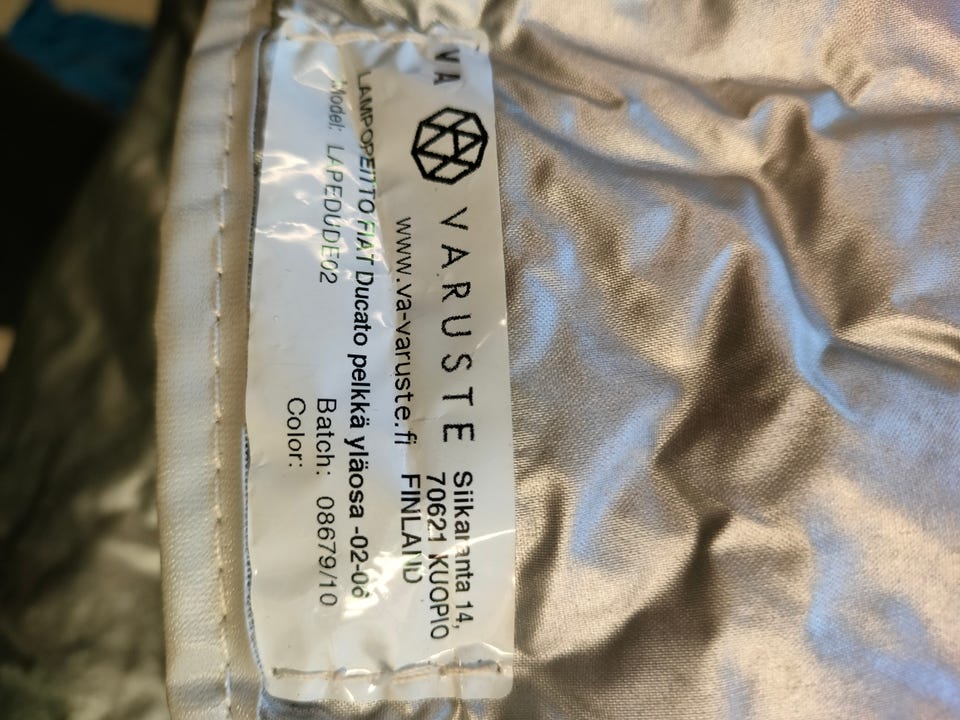 VA VARUSTE
Siikaranta 14,
70621 KUOPIO
www.va-varuste.fi FINLAND
LÄMPÖPEITTO FIAT Ducato pelkkä yläosa -02-06
Model: LAPEDUDE02 Batch: 08679/10
Color: